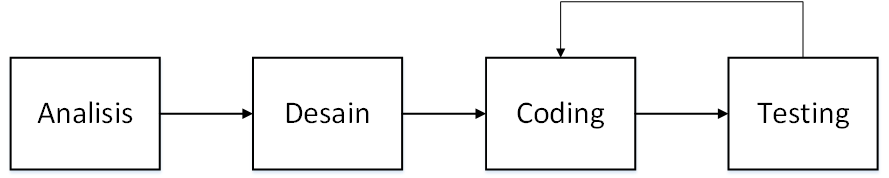 Analisis
Desain
Coding
Testing